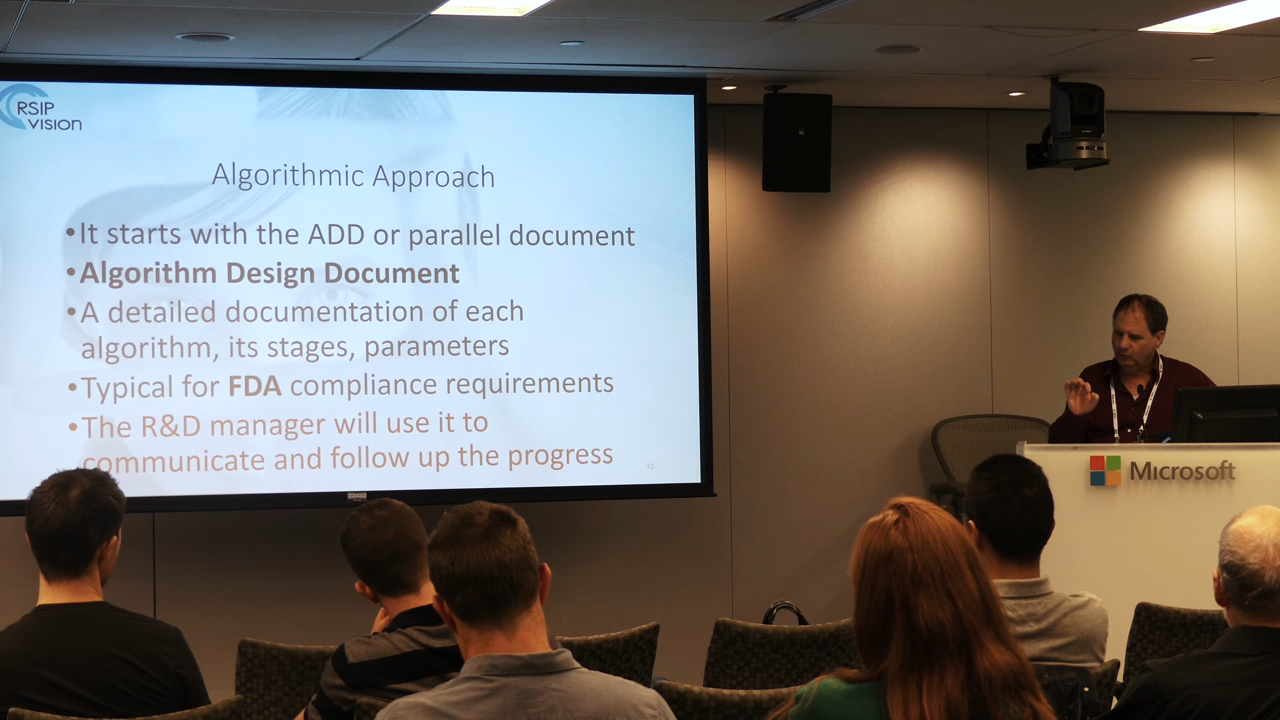 RSIP
VISION
Algorithmic Approach
•It starts with the ADD or parallel document
•Algorithm Design Document
•A detailed documentation of each
algorithm, its stages, parameters
•Typical for FDA compliance requirements
•The R&D manager will use it to
communicate and follow up the progress
32
Microsoft